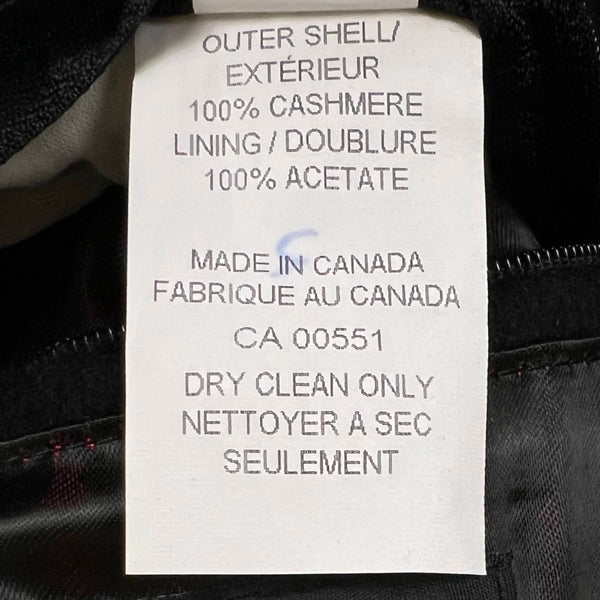 OUTER SHELL/
EXTÉRIEUR
100% CASHMERE
LINING / DOUBLURE
100% ACETATE
MADE IN CANADA
FABRIQUE AU CANADA
CA 00551
DRY CLEAN ONLY
NETTOYER A SEC
SEULEMENT